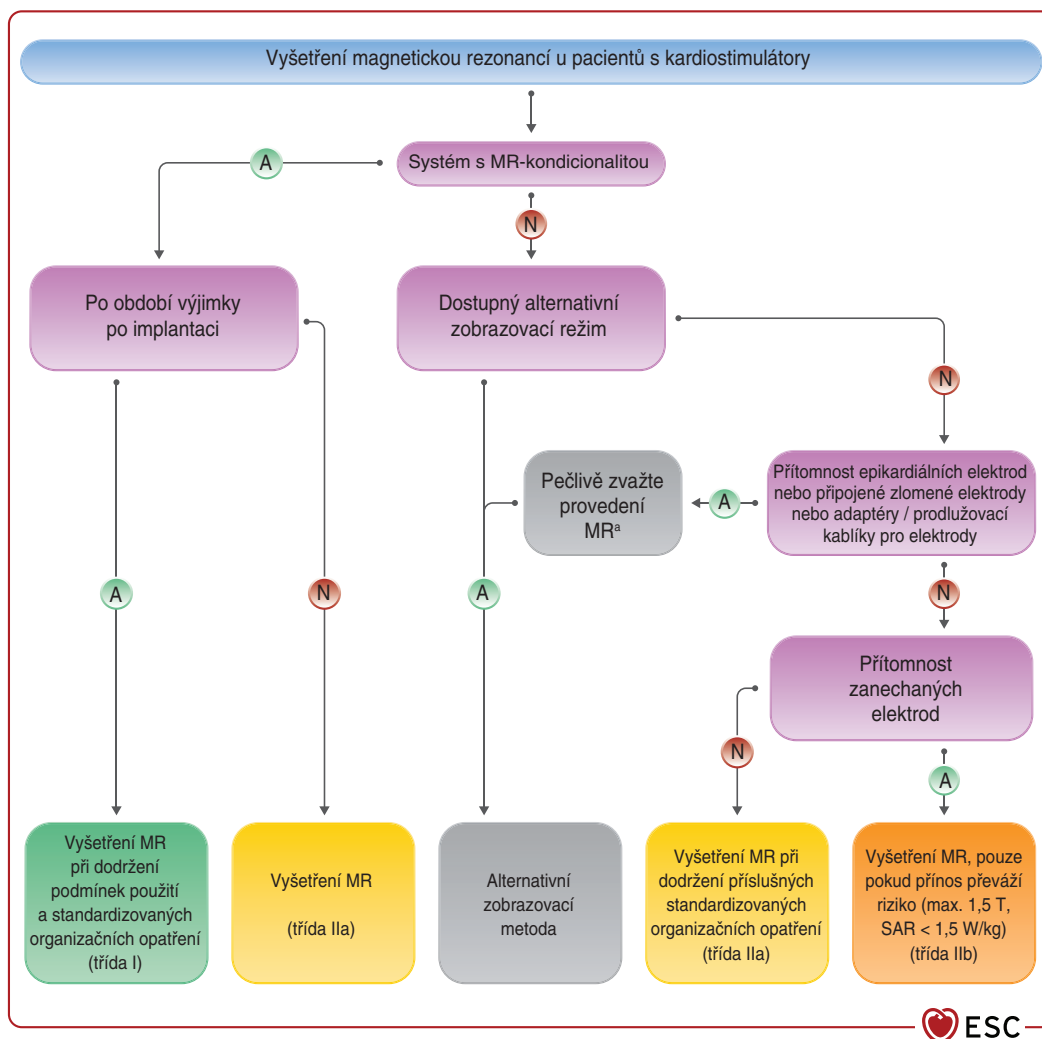 Vyšetření magnetickou rezonancí u pacientů s kardiostimulátory
Systém s MR-kondicionalitou
A
N
Po období výjimky
po implantaci
Dostupný alternativní
zobrazovací režim
N
Pečlivě zvažte
provedení
MRª
A
Přítomnost epikardiálních elektrod
nebo připojené zlomené elektrody
nebo adaptéry / prodlužovací
kablíky pro elektrody
A
N
A
N
Přítomnost
zanechaných
elektrod
N
A
Vyšetření MR
při dodržení
podmínek použití
a standardizovaných
organizačních opatření
(třída I)
Vyšetření MR
(třída IIa)
Alternativní
zobrazovací
metoda
Vyšetření MR při
dodržení příslušných
standardizovaných
organizačních opatření
(třída IIa)
Vyšetření MR, pouze
pokud přínos převáží
riziko (max. 1,5 T,
SAR < 1,5 W/kg)
(třída IIb)
ESC